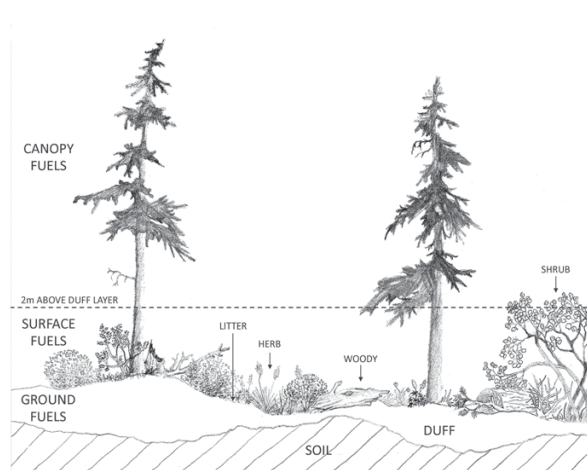 CANOPY
FUELS
SHRUB
2m ABOVE DUFF LAYER
SURFACE
FUELS
LITTER
HERB
WOODY
GROUND
FUELS
DUFF
SOIL